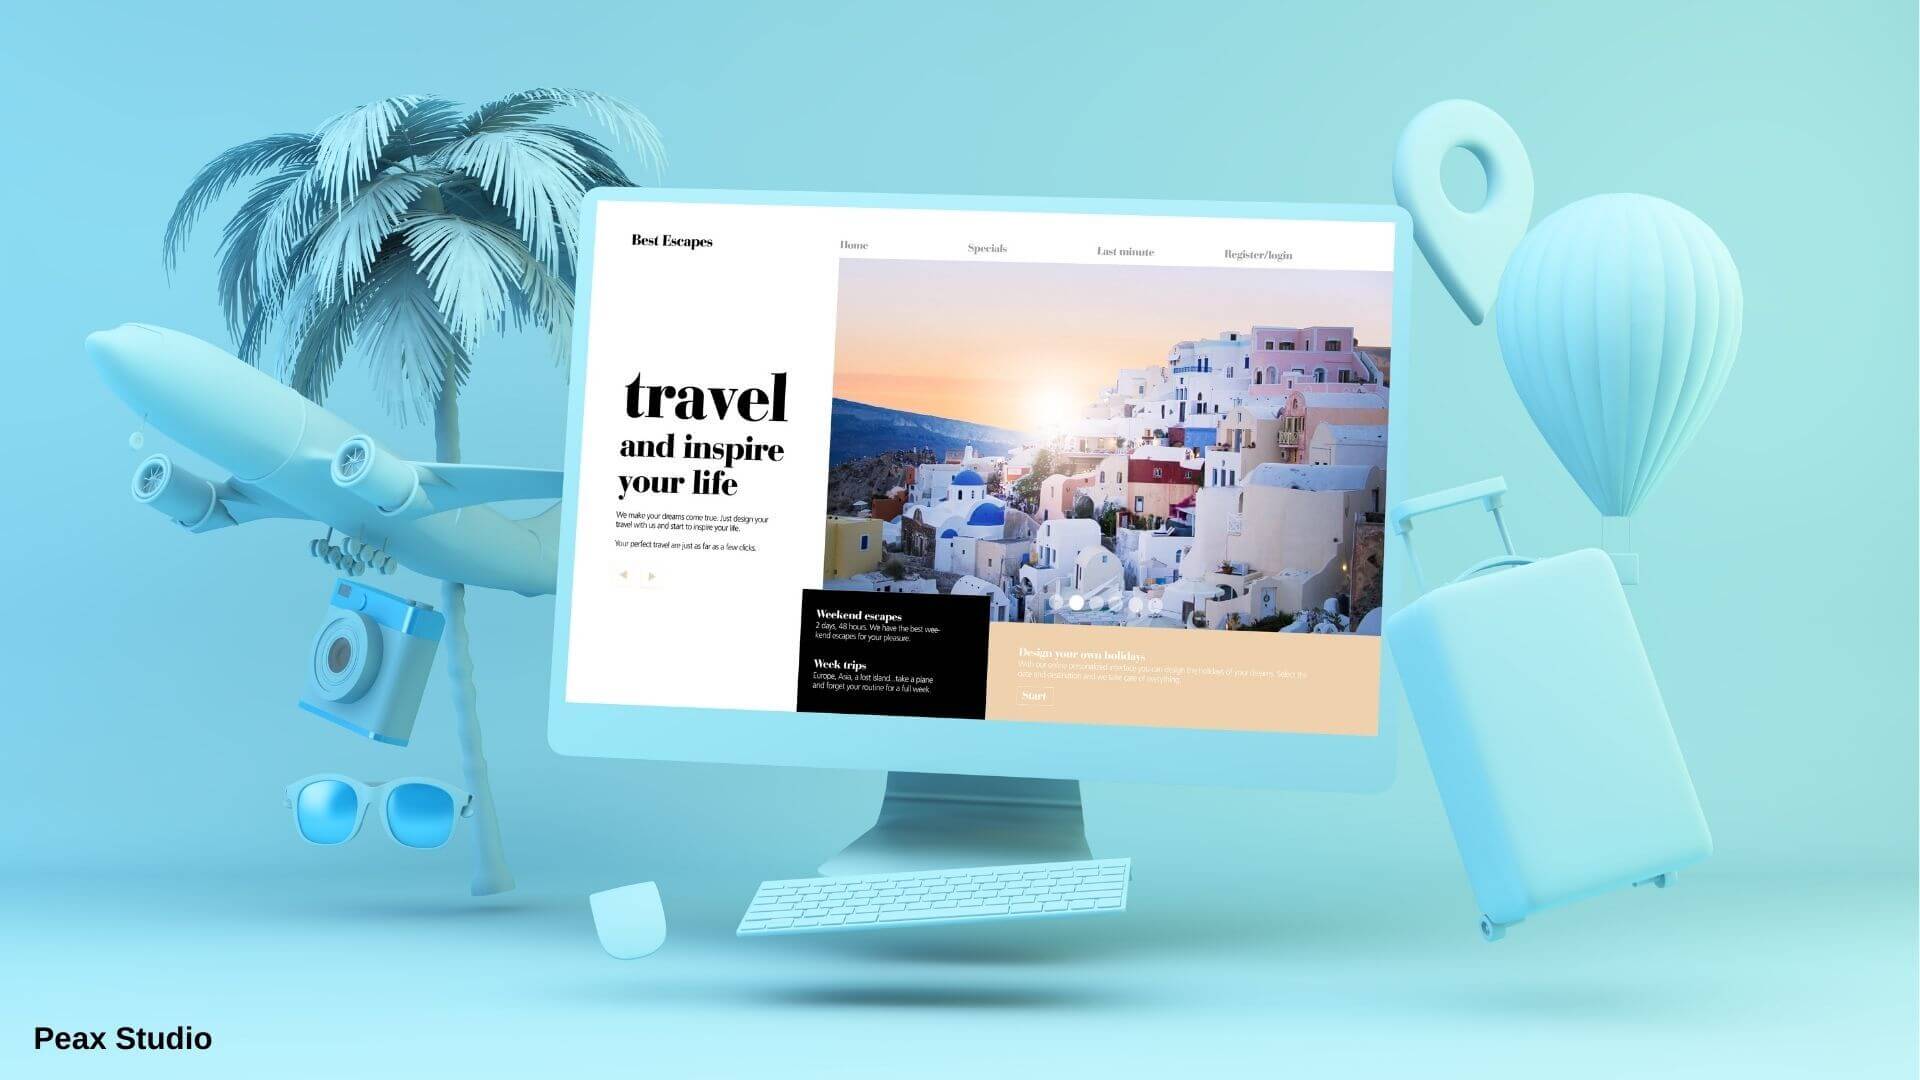 Best Escapes
Home
Specials
Last minute
Register/login
travel
and inspire
your life
We make your dreams come true. Just design your
travel with us and start to inspire your life.
Your perfect travel are just as far as a few clicks.
Weekend escapes
2 days, 48 hours. We have the best wee-
kend escapes for your pleasure.
Week trips
Europe, Asia, a lost island...take a plane
and forget your routine for a full week.
Design your own holidays
With our online personalized interface you can design the holidays of your dreams. Select the
date and destination and we take care of everything.
Start
Peax Studio